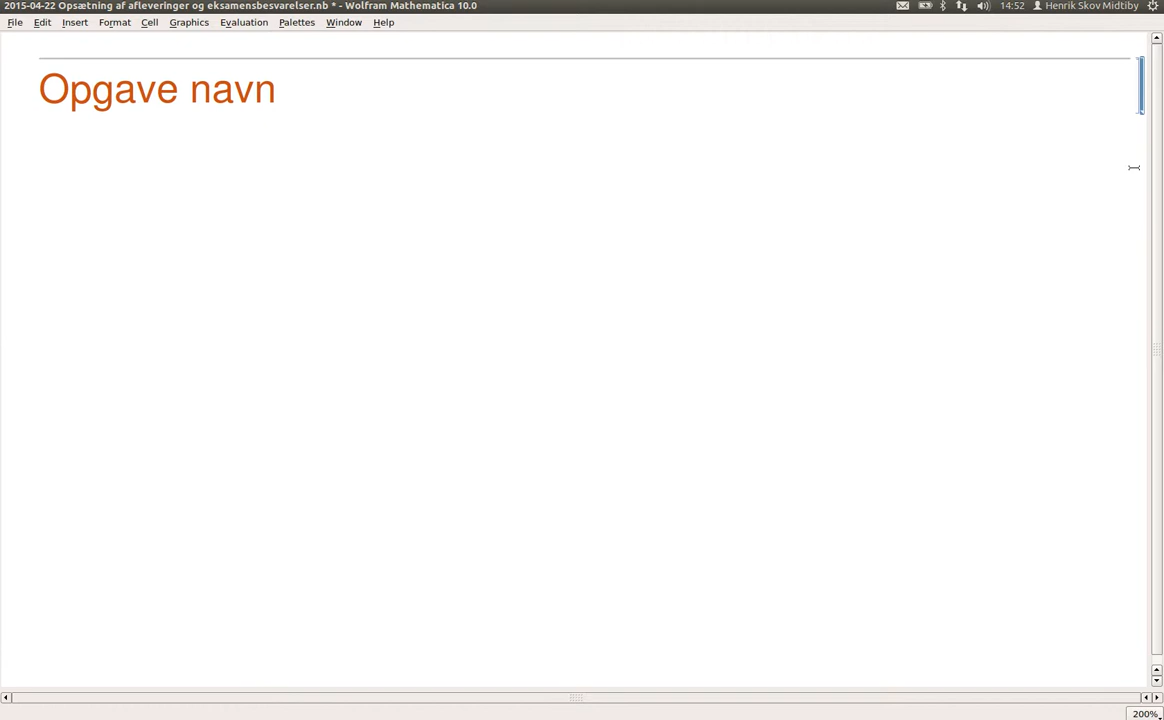 2015-04-22 Opsætning af afleveringer og eksamensbesvarelser.nb * - Wolfram Mathematica 10.0 14:52 Henrik Skov Midtiby
File Edit Insert Format Cell Graphics Evaluation Palettes Window Help
Opgave navn
200%